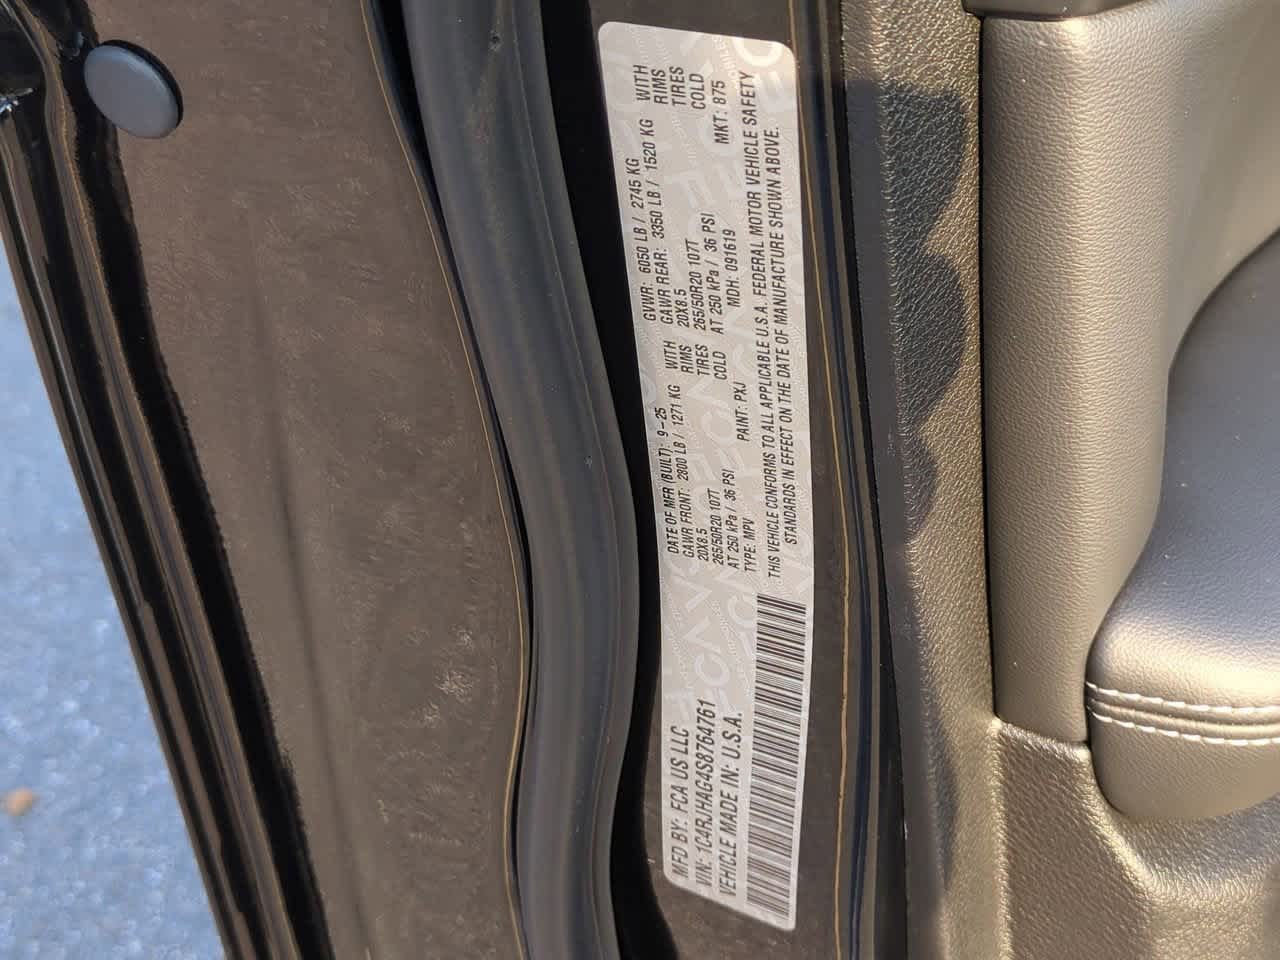 MFD BY: FCA US LLC
VIN: 1C4RJHAG4S8764761
VEHICLE MADE IN: U.S.A.
DATE OF MFR (BUILT): 9-25 GVWR: 6050 LB / 2745 KG
GAWR FRONT: 2800 LB / 1271 KG WITH GAWR REAR: 3350 LB / 1520 KG WITH
20X8.5 RIMS 20X8.5 RIMS
265/50R20 107T TIRES 265/50R20 107T TIRES
AT 250 kPa / 36 PSI COLD AT 250 kPa / 36 PSI COLD
TYPE: MPV PAINT: PXJ MDH: 091619 MKT: 875
THIS VEHICLE CONFORMS TO ALL APPLICABLE U.S.A. FEDERAL MOTOR VEHICLE SAFETY
STANDARDS IN EFFECT ON THE DATE OF MANUFACTURE SHOWN ABOVE.